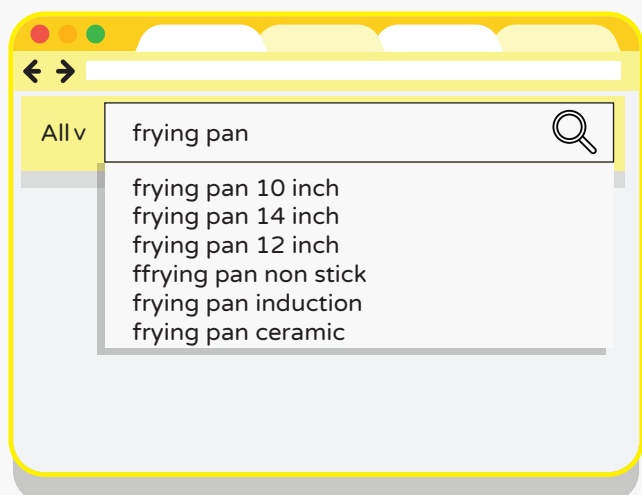 All v
frying pan
frying pan 10 inch
frying pan 14 inch
frying pan 12 inch
ffrying pan non stick
frying pan induction
frying pan ceramic